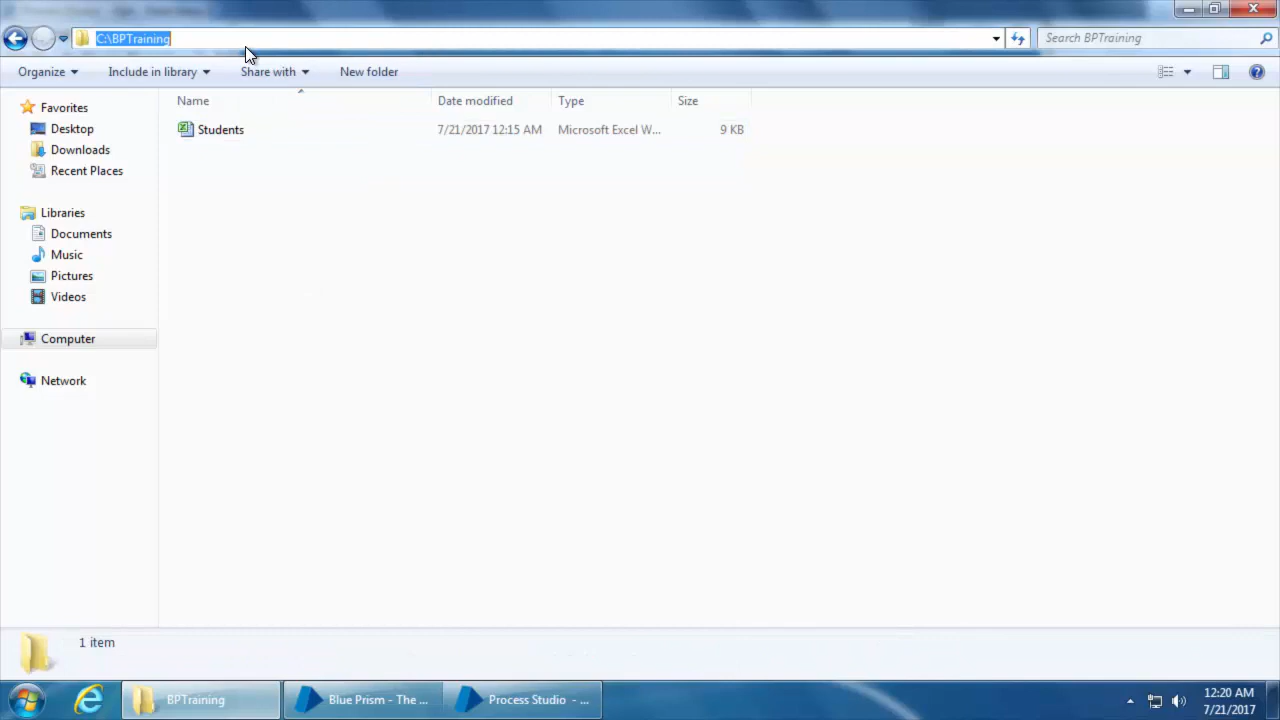 C:\BPTraining
Search BPTraining
Organize Include in library Share with New folder
Name Date modified Type Size
Students 7/21/2017 12:15 AM Microsoft Excel W... 9 KB
Favorites
Desktop
Downloads
Recent Places
Libraries
Documents
Music
Pictures
Videos
Computer
Network
1 item
BPTraining
Blue Prism - The ...
Process Studio - ...
12:20 AM
7/21/2017